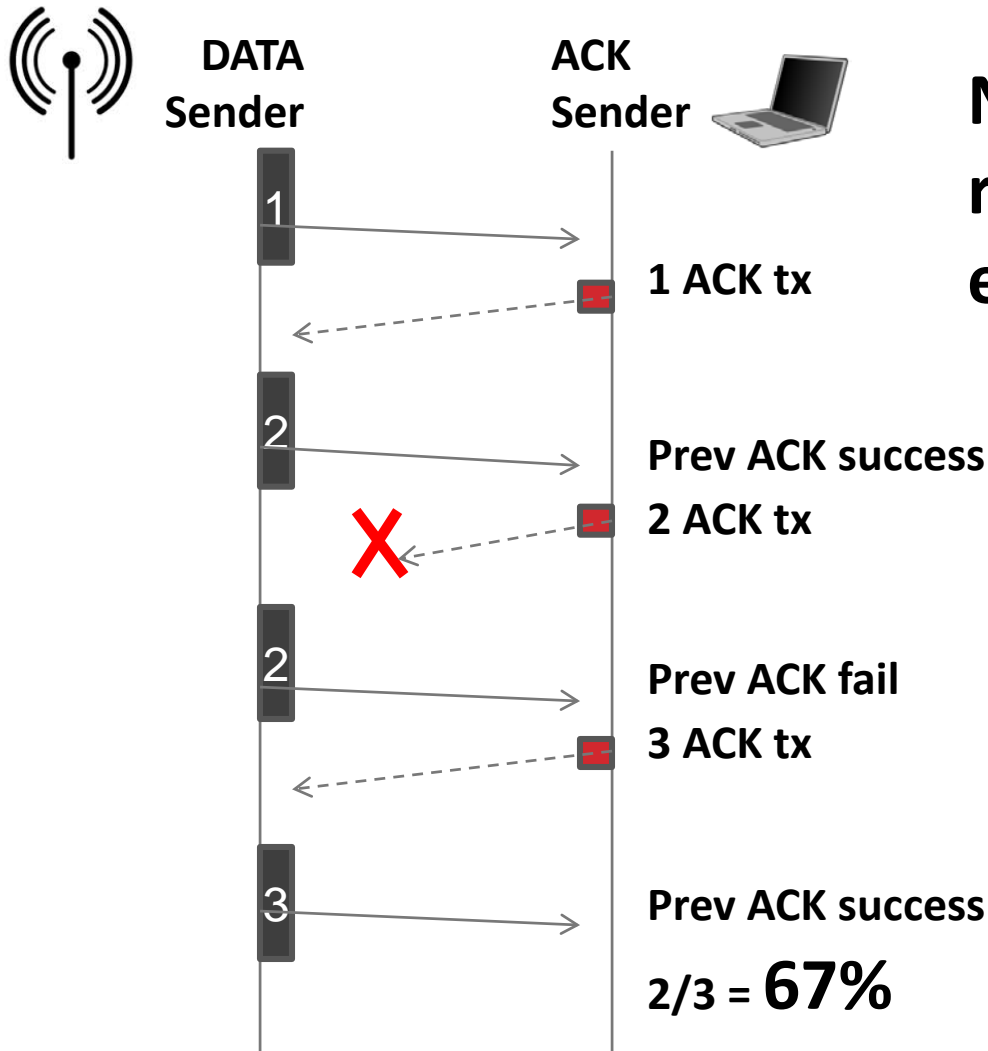 DATA
Sender
ACK
Sender
1
1 ACK tx
2
Prev ACK success
2 ACK tx
2
Prev ACK fail
3 ACK tx
3
Prev ACK success
2/3 = 67%